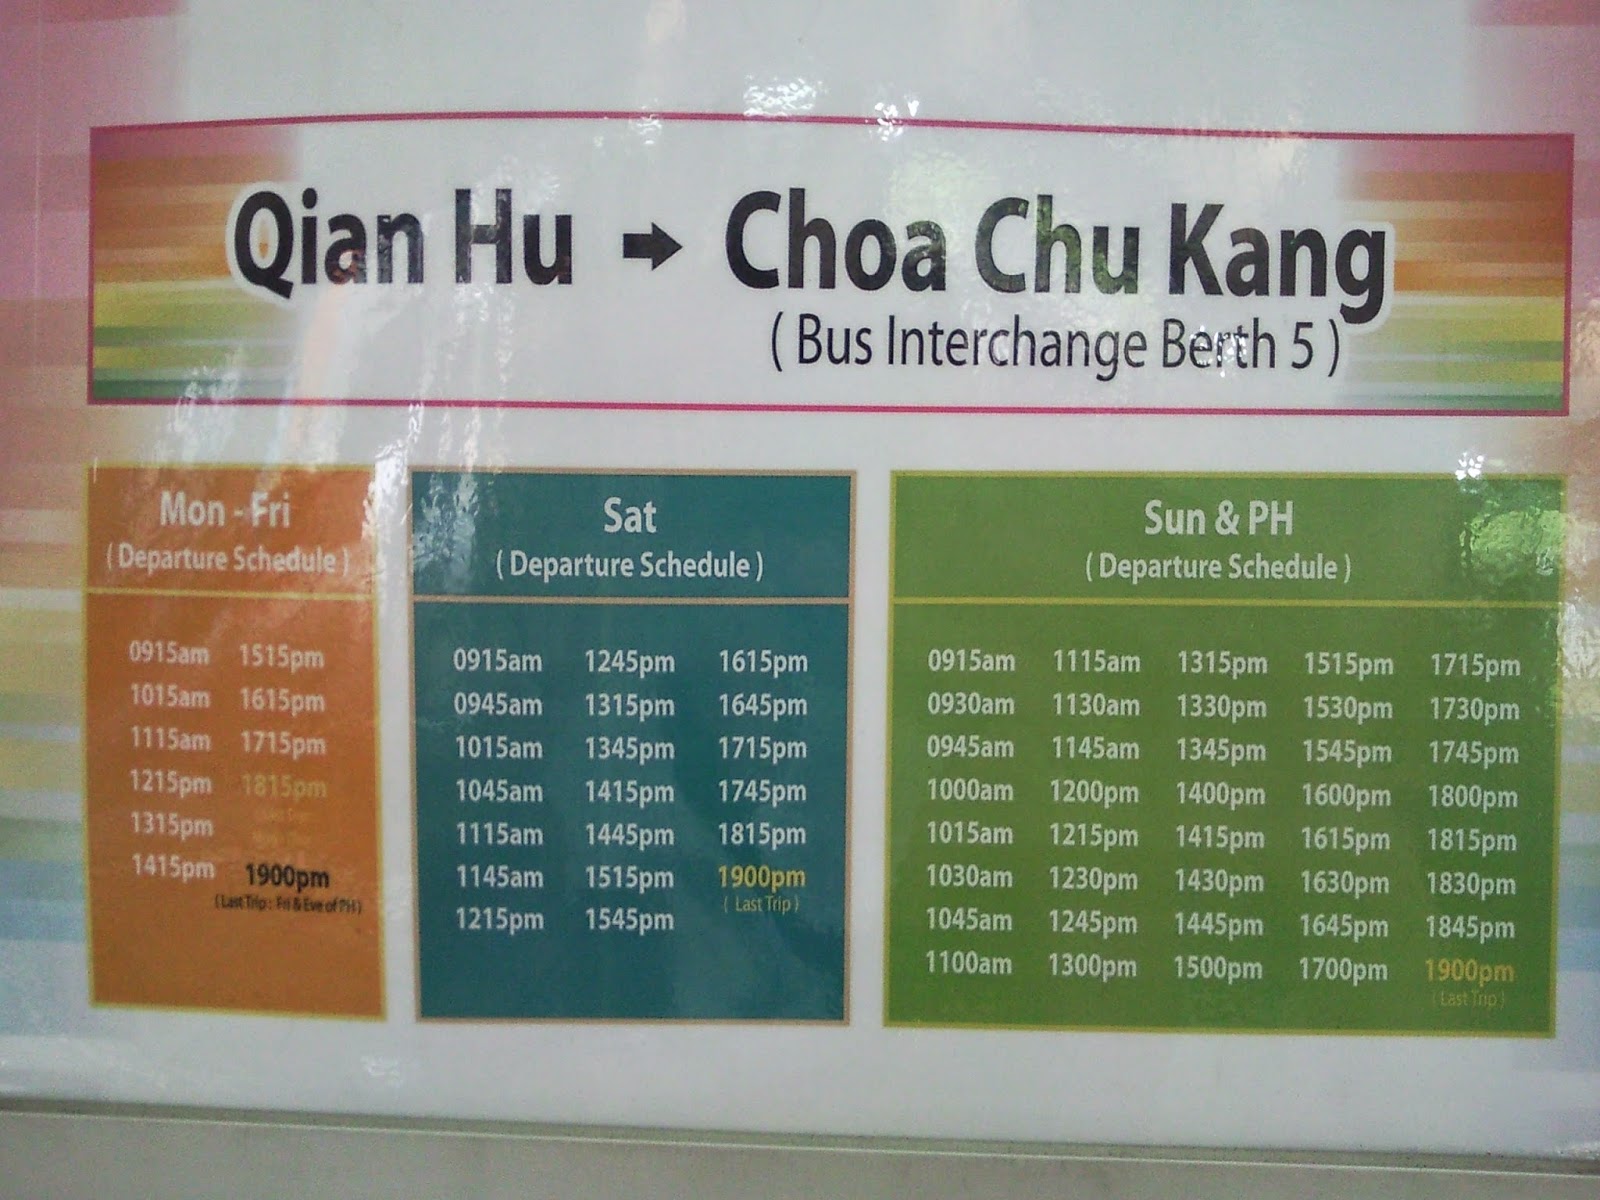 Qian Hu → Choa Chu Kang
( Bus Interchange Berth 5 )
Mon - Fri
( Departure Schedule )
0915am 1515pm
1015am 1615pm
1115am 1715pm
1215pm 1815pm
1315pm
1415pm 1900pm
( Last Trip : Fri & Eve of PH )
Sat
( Departure Schedule )
0915am 1245pm 1615pm
0945am 1315pm 1645pm
1015am 1345pm 1715pm
1045am 1415pm 1745pm
1115am 1445pm 1815pm
1145am 1515pm 1900pm
( Last Trip )
1215pm 1545pm
Sun & PH
( Departure Schedule )
0915am 1115am 1315pm 1515pm 1715pm
0930am 1130am 1330pm 1530pm 1730pm
0945am 1145am 1345pm 1545pm 1745pm
1000am 1200pm 1400pm 1600pm 1800pm
1015am 1215pm 1415pm 1615pm 1815pm
1030am 1230pm 1430pm 1630pm 1830pm
1045am 1245pm 1445pm 1645pm 1845pm
1100am 1300pm 1500pm 1700pm 1900pm
( Last Trip )